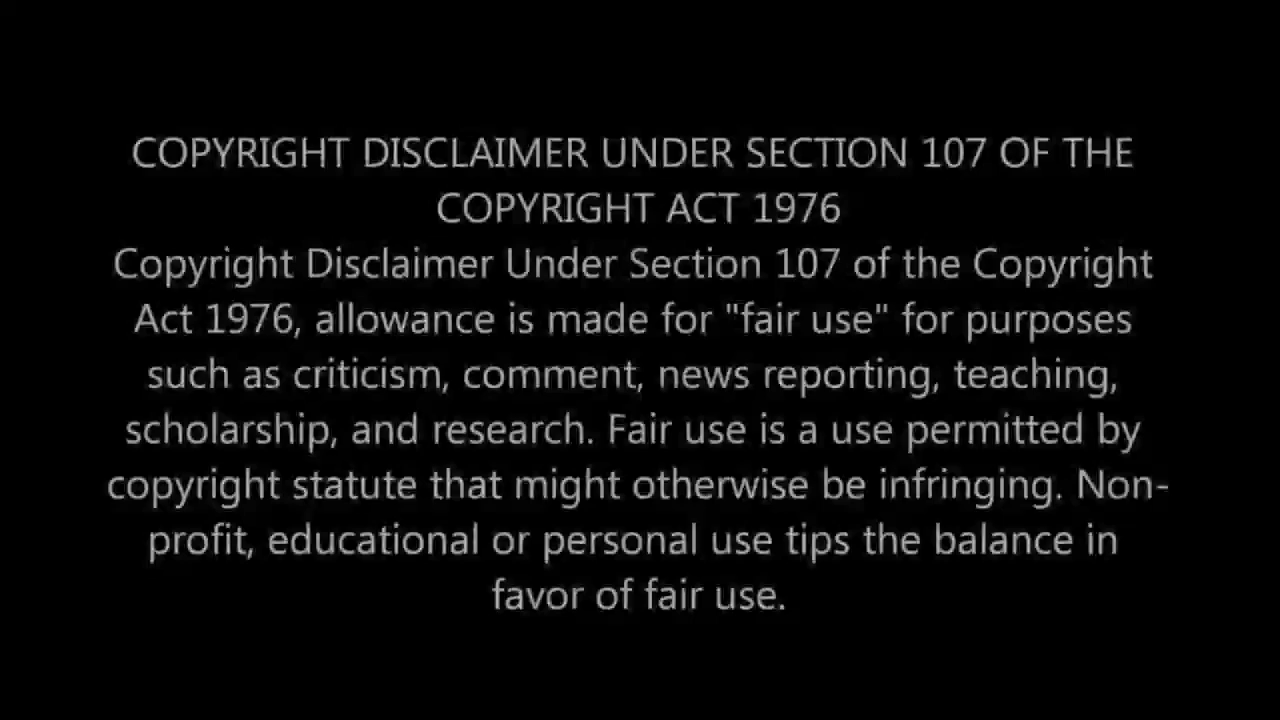 COPYRIGHT DISCLAIMER UNDER SECTION 107 OF THE
COPYRIGHT ACT 1976
Copyright Disclaimer Under Section 107 of the Copyright
Act 1976, allowance is made for "fair use" for purposes
such as criticism, comment, news reporting, teaching,
scholarship, and research. Fair use is a use permitted by
copyright statute that might otherwise be infringing. Non-
profit, educational or personal use tips the balance in
favor of fair use.